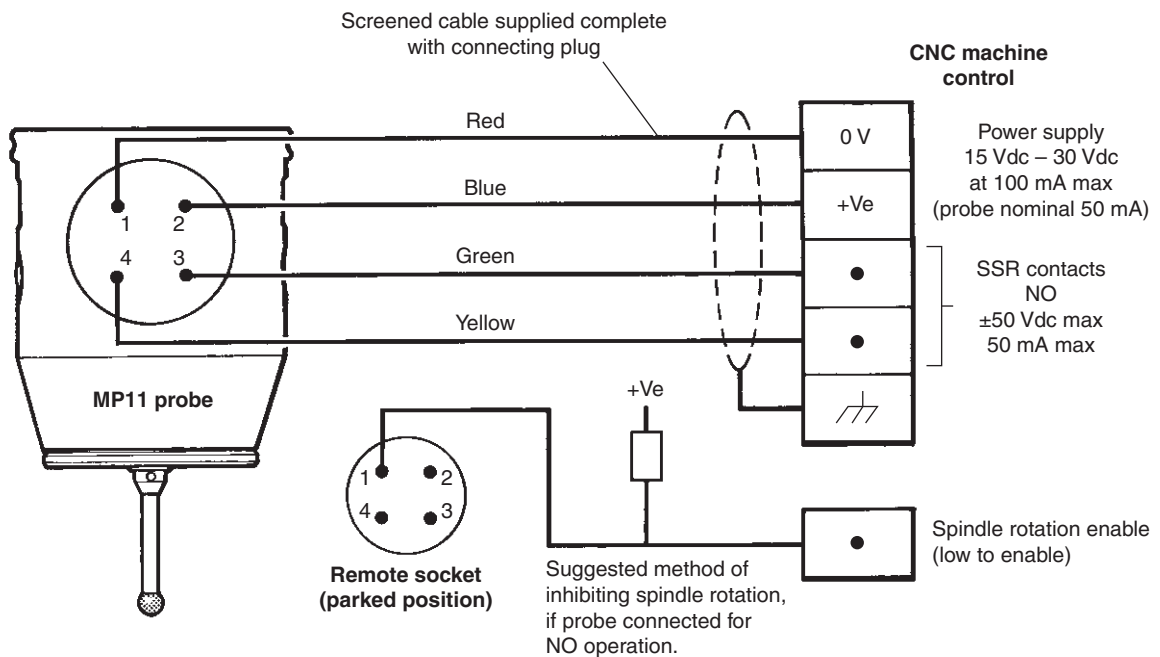 Screened cable supplied complete
with connecting plug
CNC machine
control
Red
0 V
Power supply
15 Vdc – 30 Vdc
at 100 mA max
(probe nominal 50 mA)
Blue
+Ve
1
2
4
3
Green
SSR contacts
NO
±50 Vdc max
50 mA max
Yellow
MP11 probe
+Ve
1
2
4
3
Remote socket
(parked position)
Suggested method of
inhibiting spindle rotation,
if probe connected for
NO operation.
Spindle rotation enable
(low to enable)